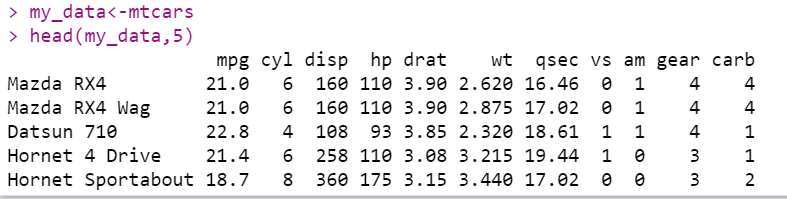 > my_data<-mtcars
> head(my_data,5)
                   mpg cyl disp  hp drat    wt  qsec vs am gear carb
Mazda RX4         21.0   6  160 110 3.90 2.620 16.46  0  1    4    4
Mazda RX4 Wag     21.0   6  160 110 3.90 2.875 17.02  0  1    4    4
Datsun 710        22.8   4  108  93 3.85 2.320 18.61  1  1    4    1
Hornet 4 Drive    21.4   6  258 110 3.08 3.215 19.44  1  0    3    1
Hornet Sportabout 18.7   8  360 175 3.15 3.440 17.02  0  0    3    2